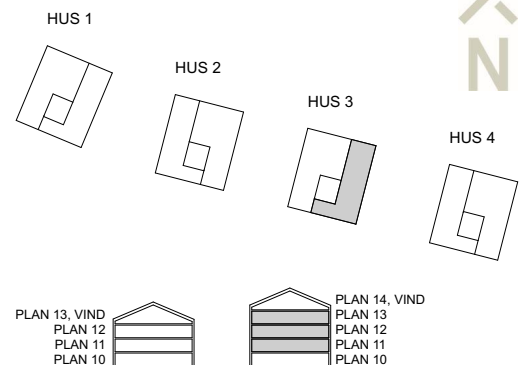 HUS 1
HUS 2
HUS 3
HUS 4
N
PLAN 13, VIND
PLAN 12
PLAN 11
PLAN 10
PLAN 14, VIND
PLAN 13
PLAN 12
PLAN 11
PLAN 10